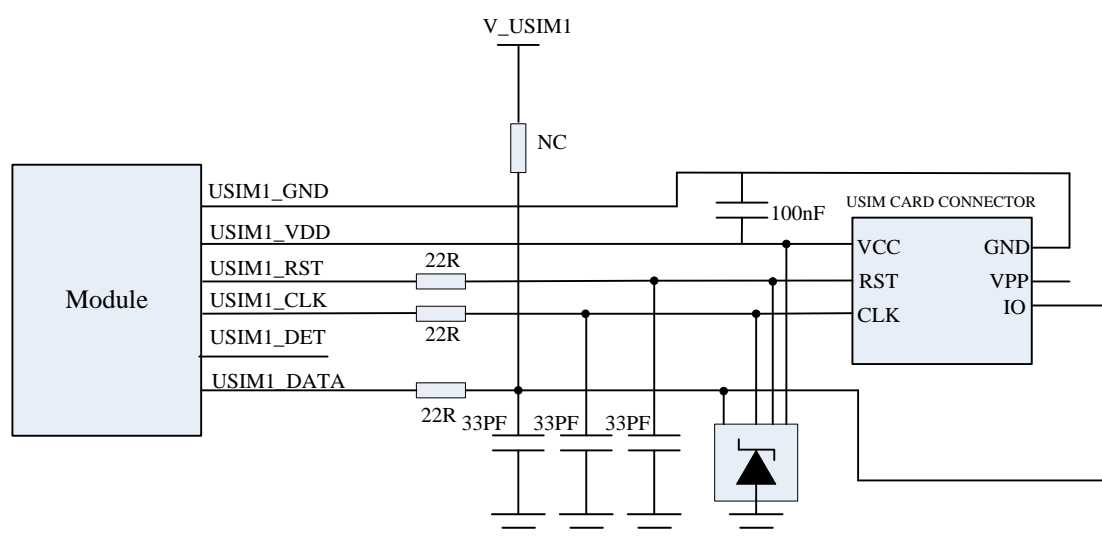 V_USIM1
NC
USIM1_GND
100nF
USIM CARD CONNECTOR
USIM1_VDD
VCC
GND
USIM1_RST
22R
RST
VPP
Module
USIM1_CLK
22R
CLK
IO
USIM1_DET
USIM1_DATA
22R
33PF
33PF
33PF